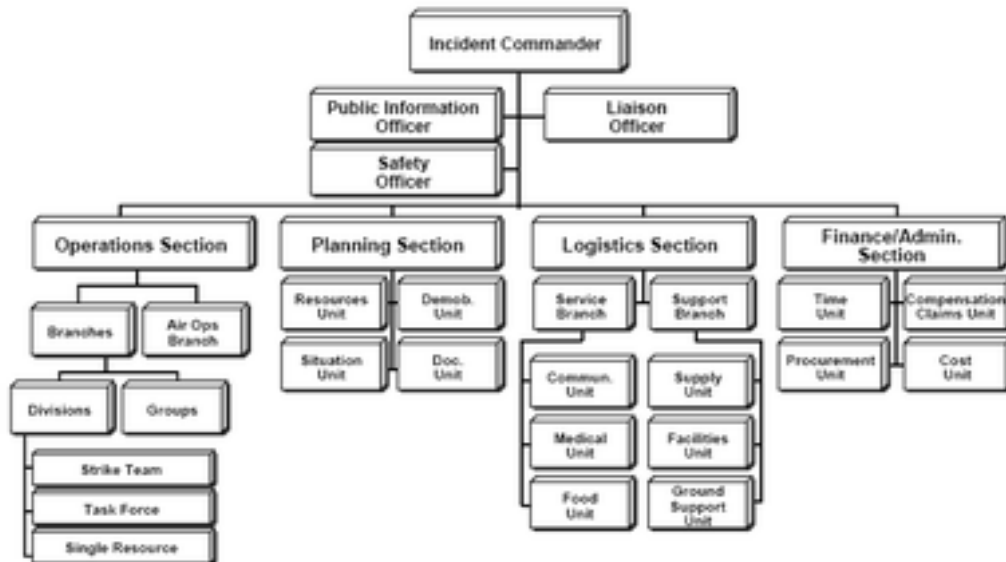 Incident Commander
Public Information
Officer
Liaison
Officer
Safety
Officer
Operations Section
Planning Section
Logistics Section
Finance/Admin.
Section
Branches
Air Ops
Branch
Resources
Unit
Demob.
Unit
Service
Branch
Support
Branch
Time
Unit
Compensation
Claims Unit
Situation
Unit
Doc.
Unit
Procurement
Unit
Cost
Unit
Divisions
Groups
Commun.
Unit
Supply
Unit
Medical
Unit
Facilities
Unit
Strike Team
Task Force
Single Resource
Food
Unit
Ground
Support
Unit